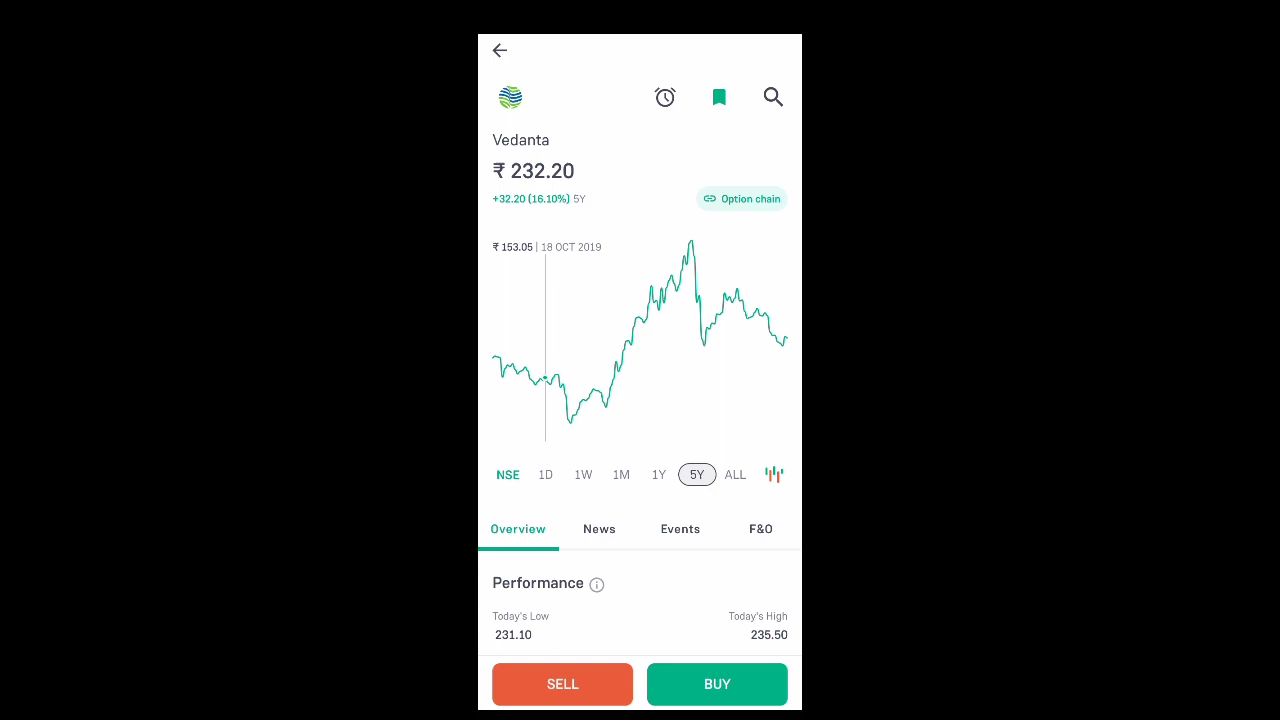 Vedanta
₹ 232.20
+32.20 (16.10%) 5Y
Option chain
₹ 153.05 | 18 OCT 2019
NSE 1D 1W 1M 1Y 5Y ALL
Overview News Events F&O
Performance
Today's Low Today's High
231.10 235.50
SELL BUY